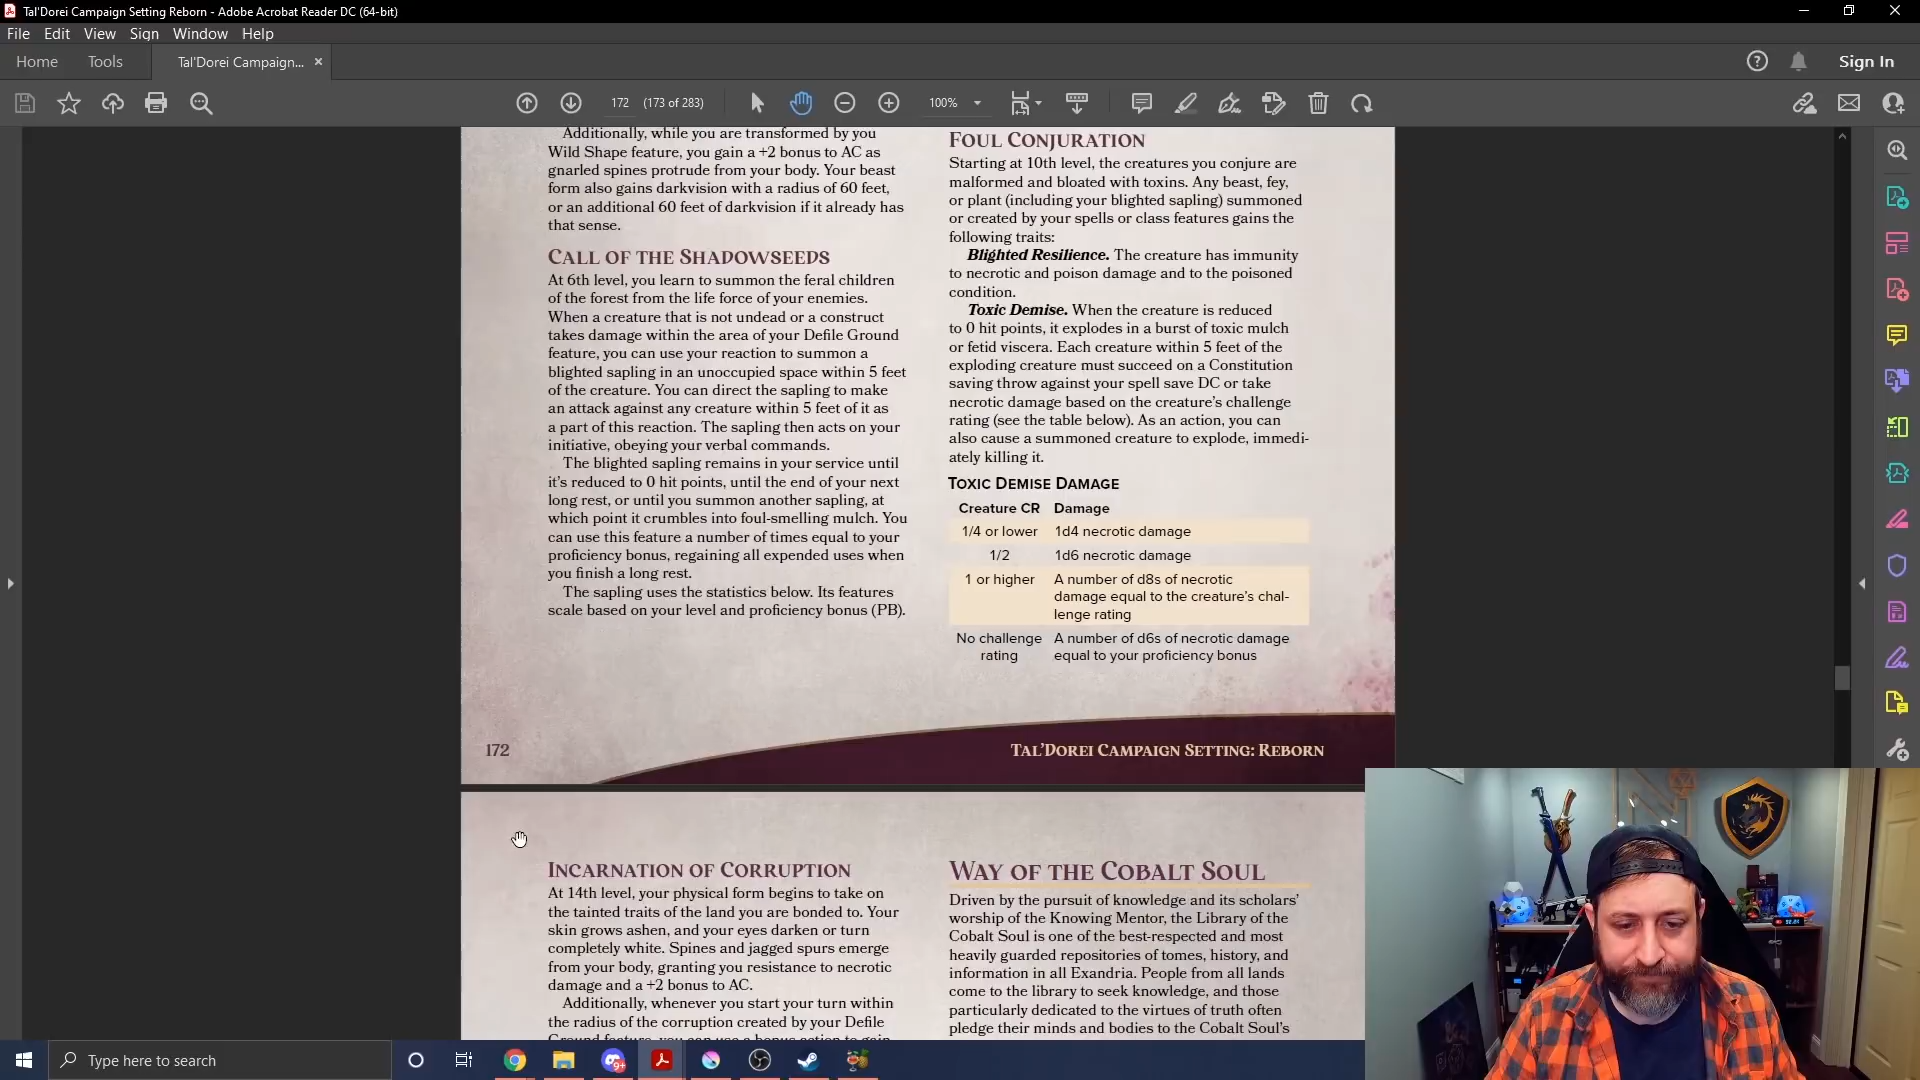 Tal'Dorei Campaign Setting Reborn - Adobe Acrobat Reader DC (64-bit)
File Edit View Sign Window Help
Home Tools Tal'Dorei Campaign... × Sign In
172 (173 of 283) 100%
Additionally, while you are transformed by you
Wild Shape feature, you gain a +2 bonus to AC as
gnarled spines protrude from your body. Your beast
form also gains darkvision with a radius of 60 feet,
or an additional 60 feet of darkvision if it already has
that sense.
Call of the Shadowseeds
At 6th level, you learn to summon the feral children
of the forest from the life force of your enemies.
When a creature that is not undead or a construct
takes damage within the area of your Defile Ground
feature, you can use your reaction to summon a
blighted sapling in an unoccupied space within 5 feet
of the creature. You can direct the sapling to make
an attack against any creature within 5 feet of it as
a part of this reaction. The sapling then acts on your
initiative, obeying your verbal commands.
The blighted sapling remains in your service until
it's reduced to 0 hit points, until the end of your next
long rest, or until you summon another sapling, at
which point it crumbles into foul-smelling mulch. You
can use this feature a number of times equal to your
proficiency bonus, regaining all expended uses when
you finish a long rest.
The sapling uses the statistics below. Its features
scale based on your level and proficiency bonus (PB).
Foul Conjuration
Starting at 10th level, the creatures you conjure are
malformed and bloated with toxins. Any beast, fey,
or plant (including your blighted sapling) summoned
or created by your spells or class features gains the
following traits:
Blighted Resilience. The creature has immunity
to necrotic and poison damage and to the poisoned
condition.
Toxic Demise. When the creature is reduced
to 0 hit points, it explodes in a burst of toxic mulch
or fetid viscera. Each creature within 5 feet of the
exploding creature must succeed on a Constitution
saving throw against your spell save DC or take
necrotic damage based on the creature's challenge
rating (see the table below). As an action, you can
also cause a summoned creature to explode, immedi-
ately killing it.
Toxic Demise Damage
Creature CR Damage
1/4 or lower 1d4 necrotic damage
1/2 1d6 necrotic damage
1 or higher A number of d8s of necrotic
damage equal to the creature's chal-
lenge rating
No challenge A number of d6s of necrotic damage
rating equal to your proficiency bonus
172 Tal'Dorei Campaign Setting: Reborn
Incarnation of Corruption
At 14th level, your physical form begins to take on
the tainted traits of the land you are bonded to. Your
skin grows ashen, and your eyes darken or turn
completely white. Spines and jagged spurs emerge
from your body, granting you resistance to necrotic
damage and a +2 bonus to AC.
Additionally, whenever you start your turn within
the radius of the corruption created by your Defile
Ground feature, you can use a bonus action to gain
Way of the Cobalt Soul
Driven by the pursuit of knowledge and its scholars'
worship of the Knowing Mentor, the Library of the
Cobalt Soul is one of the best-respected and most
heavily guarded repositories of tomes, history, and
information in all Exandria. People from all lands
come to the library to seek knowledge, and those
particularly dedicated to the virtues of truth often
pledge their minds and bodies to the Cobalt Soul's
Type here to search
9+